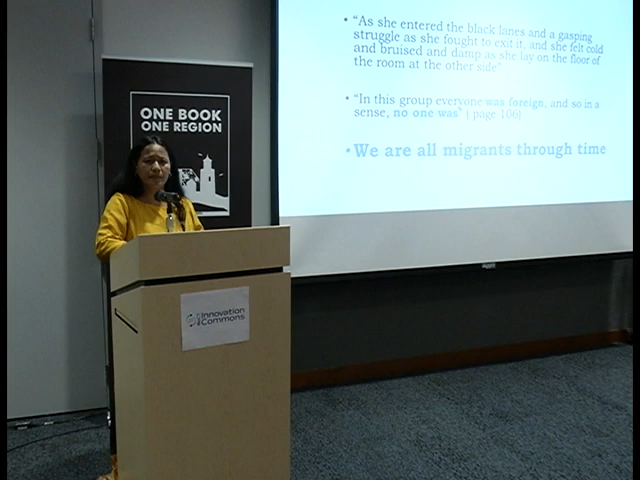 • "As she entered the black lanes and a gasping
struggle as she fought to exit it, and she felt cold
and bruised and damp as she lay on the floor of
the room at the other side"
• "In this group everyone was foreign, and so in a
sense, no one was" ( page 106)
•We are all migrants through time
ONE BOOK
ONE REGION
Innovation
Commons